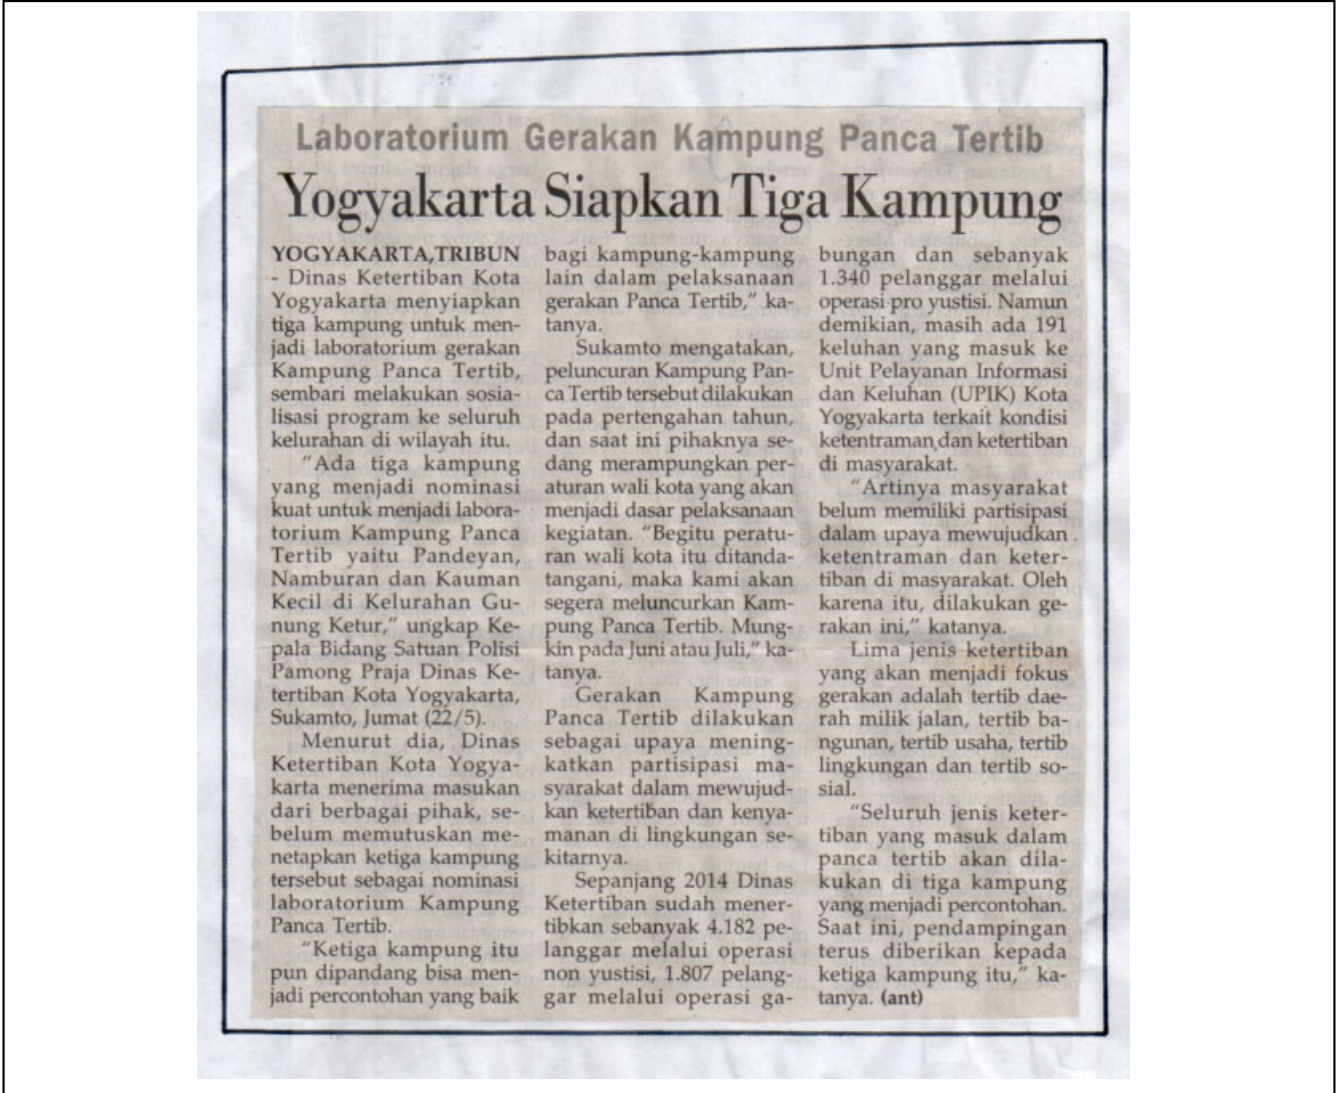 Laboratorium Gerakan Kampung Panca Tertib
Yogyakarta Siapkan Tiga Kampung
YOGYAKARTA,TRIBUN
- Dinas Ketertiban Kota
Yogyakarta menyiapkan
tiga kampung untuk men-
jadi laboratorium gerakan
Kampung Panca Tertib,
sembari melakukan sosia-
lisasi program ke seluruh
kelurahan di wilayah itu.
“Ada tiga kampung
yang menjadi nominasi
kuat untuk menjadi labora-
torium Kampung Panca
Tertib yaitu Pandeyan,
Namburan dan Kauman
Kecil di Kelurahan Gu-
nung Ketur,” ungkap Ke-
pala Bidang Satuan Polisi
Pamong Praja Dinas Ke-
tertiban Kota Yogyakarta,
Sukamto, Jumat (22/5).
Menurut dia, Dinas
Ketertiban Kota Yogya-
karta menerima masukan
dari berbagai pihak, se-
belum memutuskan me-
netapkan ketiga kampung
tersebut sebagai nominasi
laboratorium Kampung
Panca Tertib.
“Ketiga kampung itu
pun dipandang bisa men-
jadi percontohan yang baik
bagi kampung-kampung
lain dalam pelaksanaan
gerakan Panca Tertib,” ka-
tanya.
Sukamto mengatakan,
peluncuran Kampung Pan-
ca Tertib tersebut dilakukan
pada pertengahan tahun,
dan saat ini pihaknya se-
dang merampungkan per-
aturan wali kota yang akan
menjadi dasar pelaksanaan
kegiatan. “Begitu peratu-
ran wali kota itu ditanda-
tangani, maka kami akan
segera meluncurkan Kam-
pung Panca Tertib. Mung-
kin pada Juni atau Juli,” ka-
tanya.
Gerakan Kampung
Panca Tertib dilakukan
sebagai upaya mening-
katkan partisipasi ma-
syarakat dalam mewujud-
kan ketertiban dan kenya-
manan di lingkungan se-
kitarnya.
Sepanjang 2014 Dinas
Ketertiban sudah mener-
tibkan sebanyak 4.182 pe-
langgar melalui operasi
non yustisi, 1.807 pelang-
gar melalui operasi ga-
bungan dan sebanyak
1.340 pelanggar melalui
operasi pro yustisi. Namun
demikian, masih ada 191
keluhan yang masuk ke
Unit Pelayanan Informasi
dan Keluhan (UPIK) Kota
Yogyakarta terkait kondisi
ketentraman dan ketertiban
di masyarakat.
“Artinya masyarakat
belum memiliki partisipasi
dalam upaya mewujudkan
ketentraman dan keter-
tiban di masyarakat. Oleh
karena itu, dilakukan ge-
rakan ini,” katanya.
Lima jenis ketertiban
yang akan menjadi fokus
gerakan adalah tertib dae-
rah milik jalan, tertib ba-
ngunan, tertib usaha, tertib
lingkungan dan tertib so-
sial.
“Seluruh jenis keter-
tiban yang masuk dalam
panca tertib akan dila-
kukan di tiga kampung
yang menjadi percontohan.
Saat ini, pendampingan
terus diberikan kepada
ketiga kampung itu,” ka-
tanya. (ant)